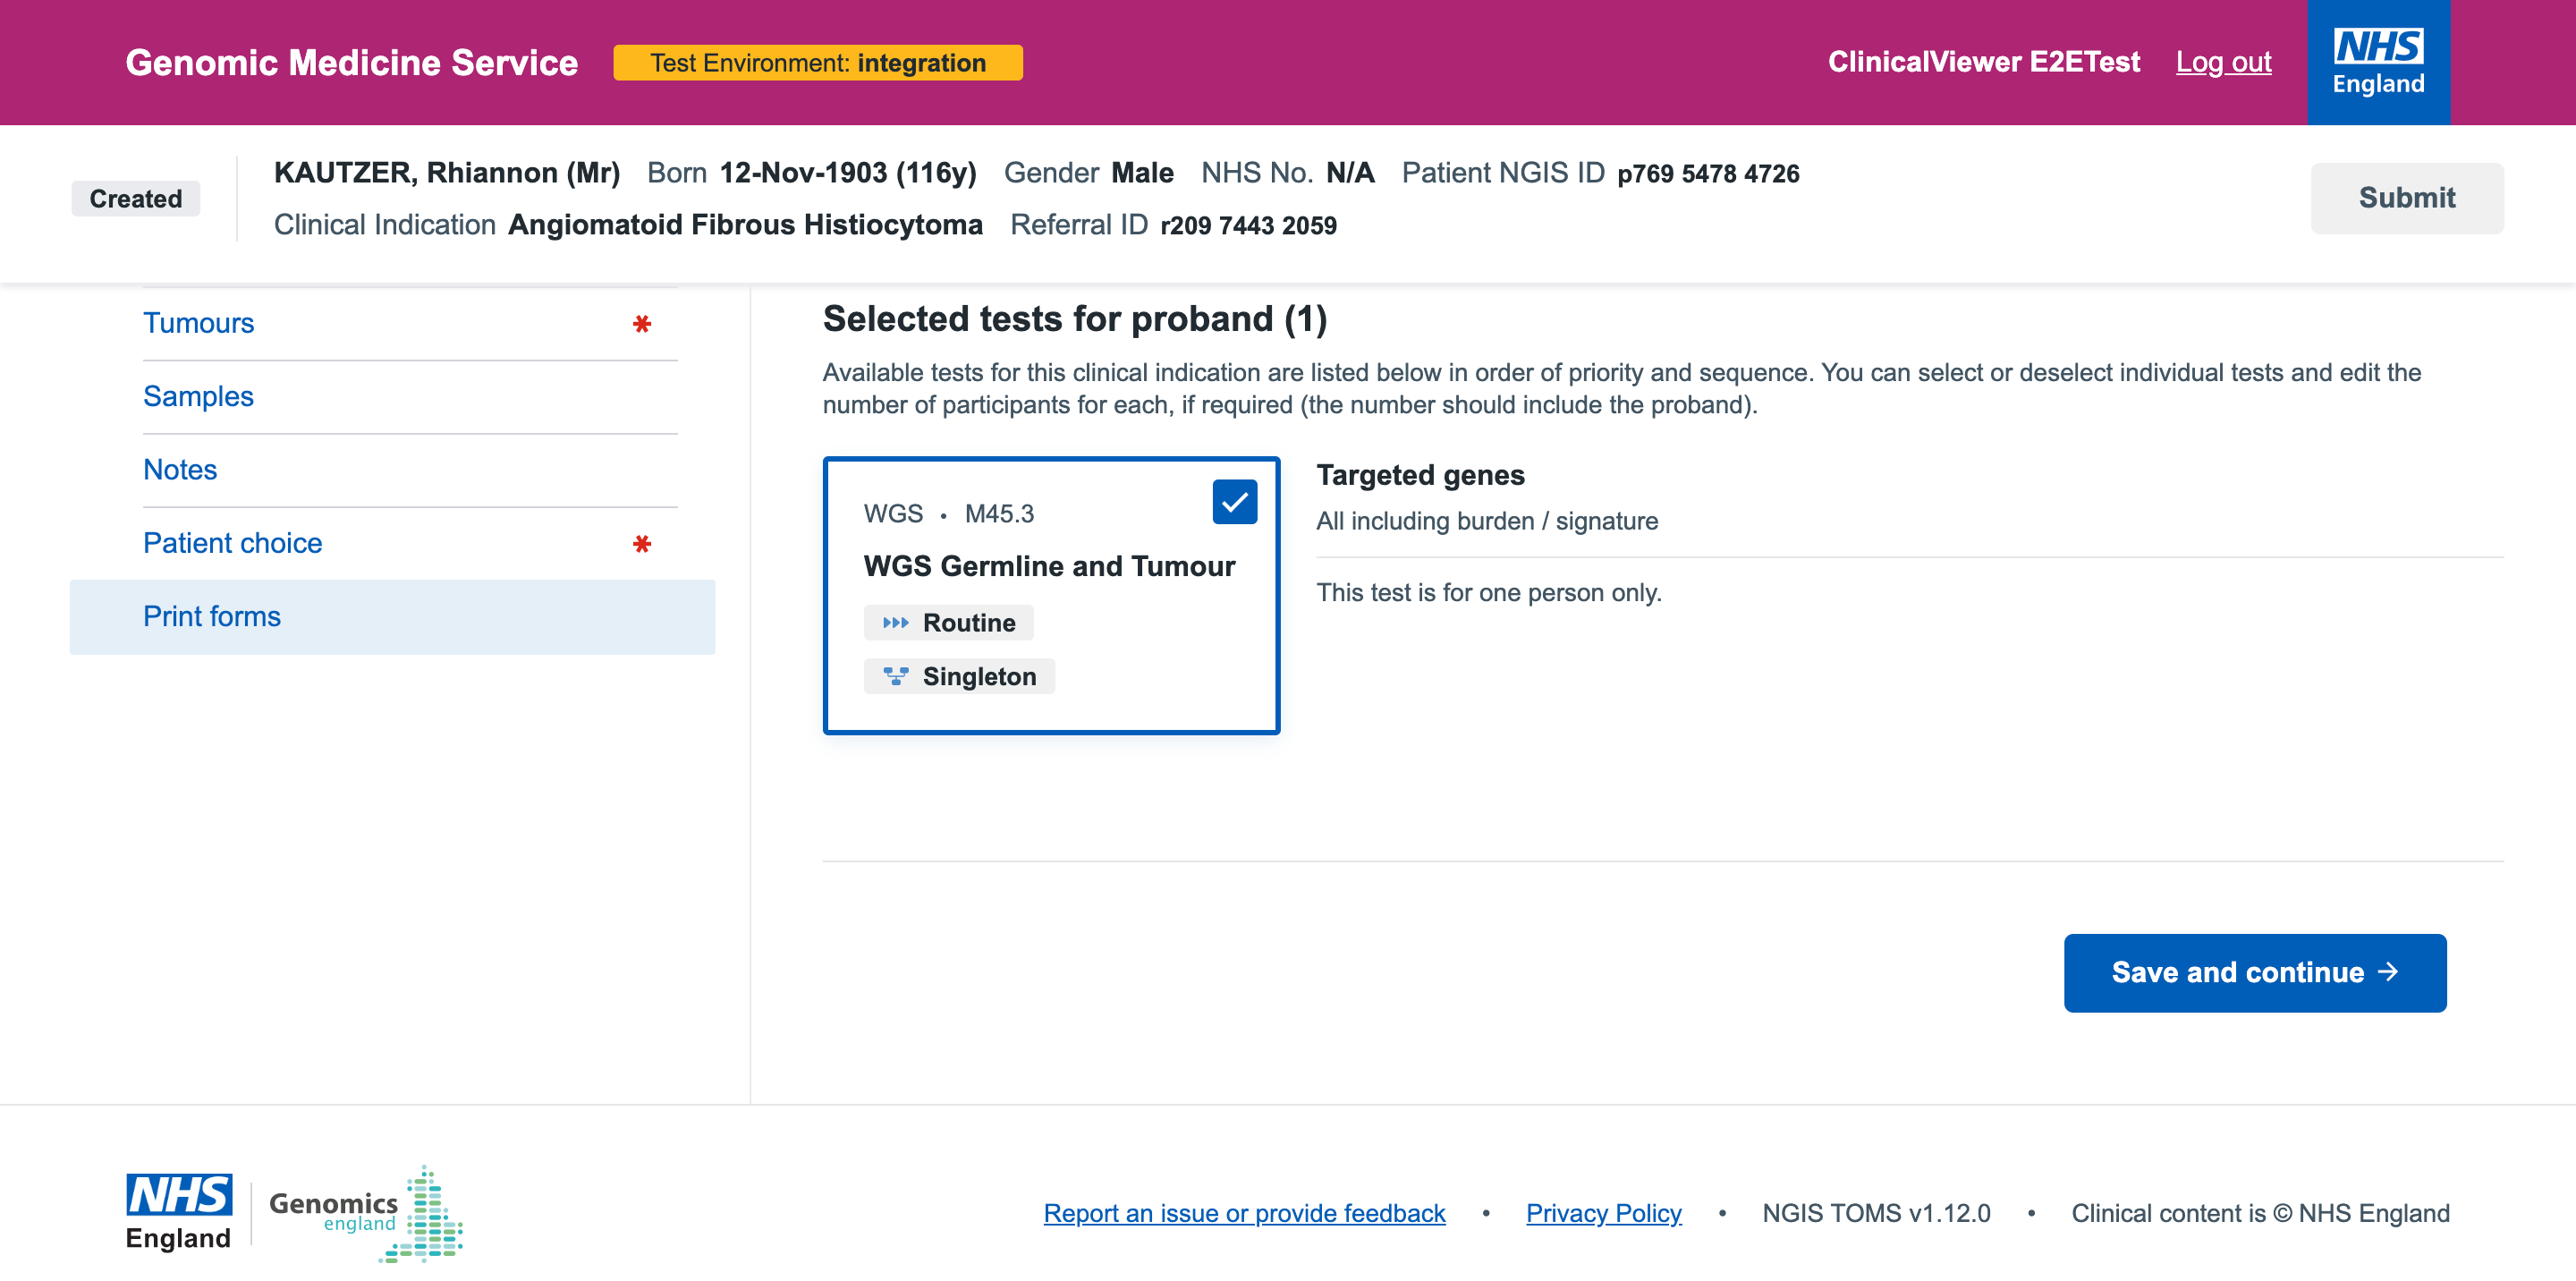 Genomic Medicine Service
Test Environment: integration
ClinicalViewer E2ETest
Log out
NHS
England
Created
KAUTZER, Rhiannon (Mr) Born 12-Nov-1903 (116y) Gender Male NHS No. N/A Patient NGIS ID p769 5478 4726
Clinical Indication Angiomatoid Fibrous Histiocytoma Referral ID r209 7443 2059
Submit
Tumours *
Samples
Notes
Patient choice *
Print forms
Selected tests for proband (1)
Available tests for this clinical indication are listed below in order of priority and sequence. You can select or deselect individual tests and edit the
number of participants for each, if required (the number should include the proband).
WGS • M45.3
WGS Germline and Tumour
Routine
Singleton
Targeted genes
All including burden / signature
This test is for one person only.
Save and continue →
NHS
England
Genomics
england
Report an issue or provide feedback • Privacy Policy • NGIS TOMS v1.12.0 • Clinical content is © NHS England